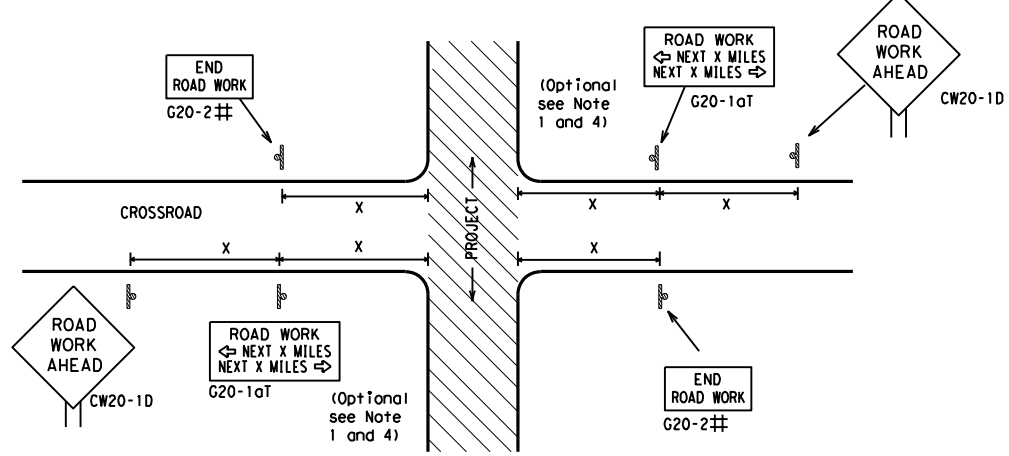 ROAD WORK
⇦ NEXT X MILES
NEXT X MILES ⇨
G20-1aT
ROAD
WORK
AHEAD
CW20-1D
END
ROAD WORK
G20-2#
(Optional
see Note
1 and 4)
X
X
X
CROSSROAD
PROJECT
X
X
X
ROAD
WORK
AHEAD
CW20-1D
ROAD WORK
⇦ NEXT X MILES
NEXT X MILES ⇨
G20-1aT
(Optional
see Note
1 and 4)
END
ROAD WORK
G20-2#